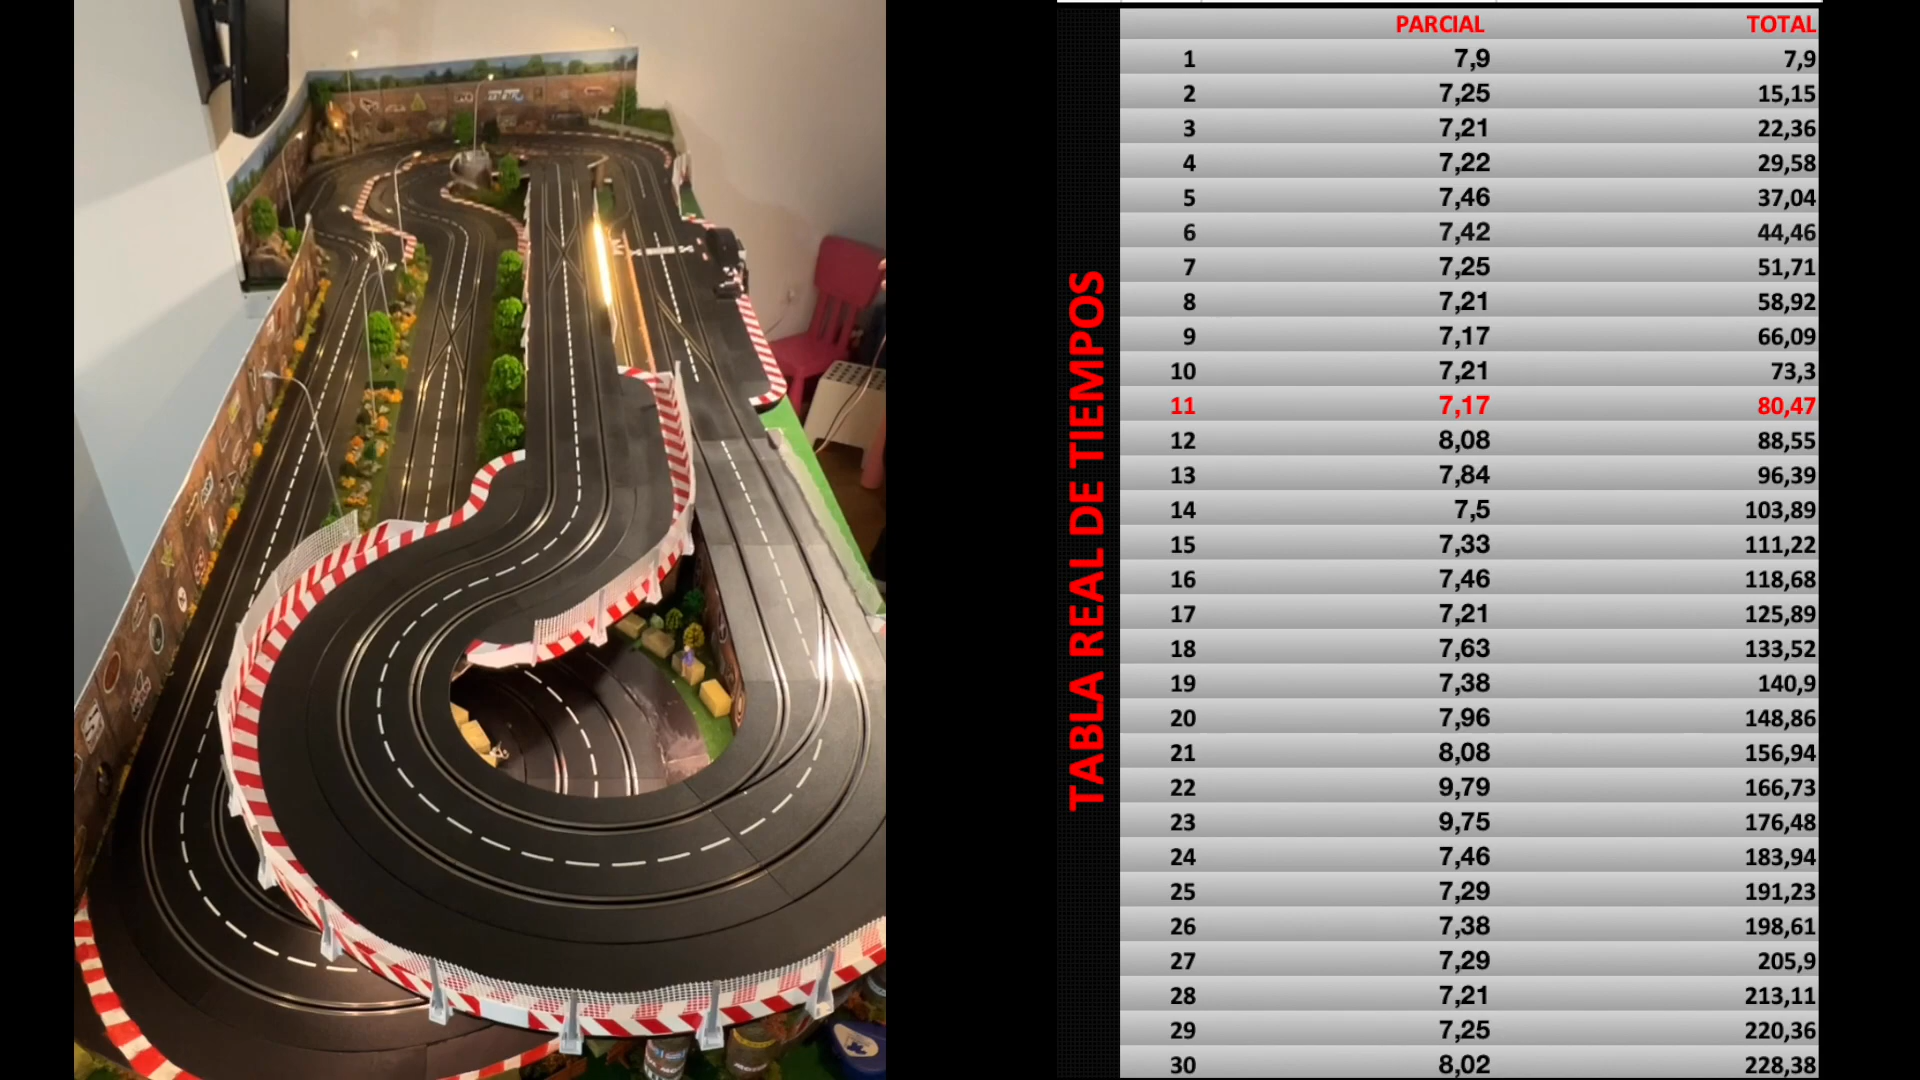 PARCIAL TOTAL
TABLA REAL DE TIEMPOS
1 7,9 7,9
2 7,25 15,15
3 7,21 22,36
4 7,22 29,58
5 7,46 37,04
6 7,42 44,46
7 7,25 51,71
8 7,21 58,92
9 7,17 66,09
10 7,21 73,3
11 7,17 80,47
12 8,08 88,55
13 7,84 96,39
14 7,5 103,89
15 7,33 111,22
16 7,46 118,68
17 7,21 125,89
18 7,63 133,52
19 7,38 140,9
20 7,96 148,86
21 8,08 156,94
22 9,79 166,73
23 9,75 176,48
24 7,46 183,94
25 7,29 191,23
26 7,38 198,61
27 7,29 205,9
28 7,21 213,11
29 7,25 220,36
30 8,02 228,38